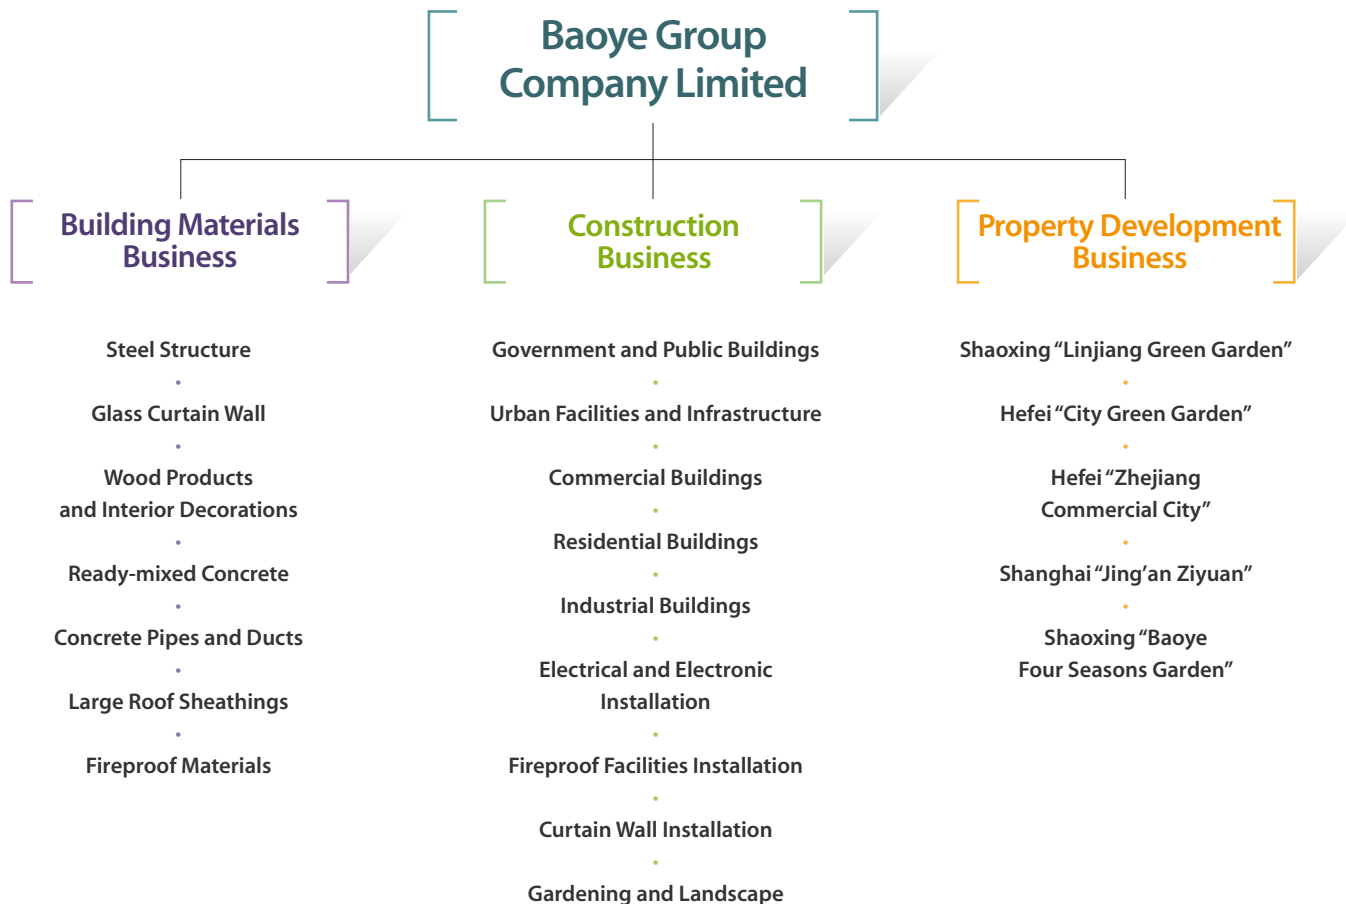 Baoye Group
Company Limited
Building Materials
Business
Steel Structure
Glass Curtain Wall
Wood Products
and Interior Decorations
Ready-mixed Concrete
Concrete Pipes and Ducts
Large Roof Sheathings
Fireproof Materials
Construction
Business
Government and Public Buildings
Urban Facilities and Infrastructure
Commercial Buildings
Residential Buildings
Industrial Buildings
Electrical and Electronic
Installation
Fireproof Facilities Installation
Curtain Wall Installation
Gardening and Landscape
Property Development
Business
Shaoxing “Linjiang Green Garden”
Hefei “City Green Garden”
Hefei “Zhejiang
Commercial City”
Shanghai “Jing’an Ziyuan”
Shaoxing “Baoye
Four Seasons Garden”